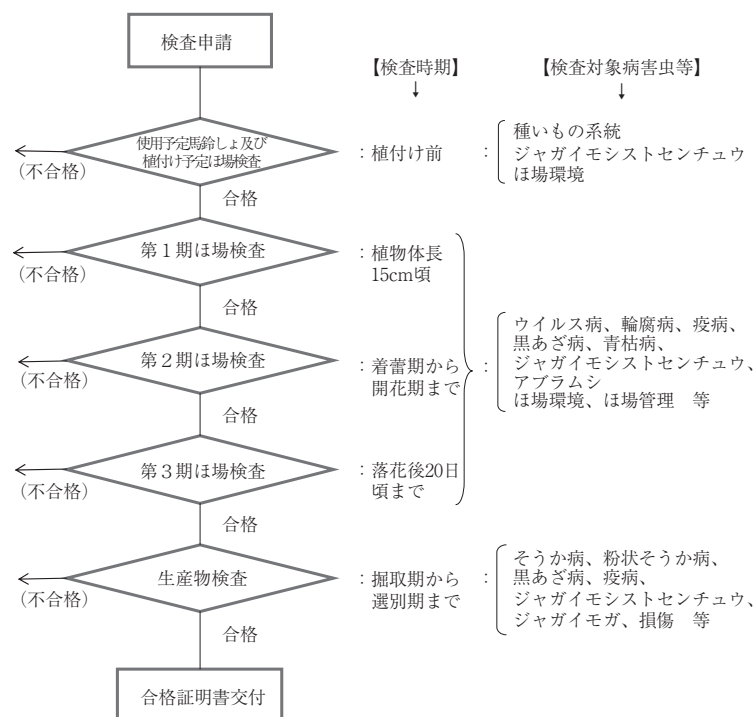 検査申請
【検査時期】
【検査対象病害虫等】
使用予定馬鈴しょ及び
植付け予定ほ場検査
(不合格)
:植付け前
:
種いもの系統
ジャガイモシストセンチュウ
ほ場環境
合格
第1期ほ場検査
(不合格)
:植物体長
15cm頃
合格
第2期ほ場検査
(不合格)
:着蕾期から
開花期まで
:
ウイルス病、輪腐病、疫病、
黒あざ病、青枯病、
ジャガイモシストセンチュウ、
アブラムシ
ほ場環境、ほ場管理 等
合格
第3期ほ場検査
(不合格)
:落花後20日
頃まで
合格
生産物検査
(不合格)
:掘取期から
選別期まで
:
そうか病、粉状そうか病、
黒あざ病、疫病、
ジャガイモシストセンチュウ、
ジャガイモガ、損傷 等
合格
合格証明書交付